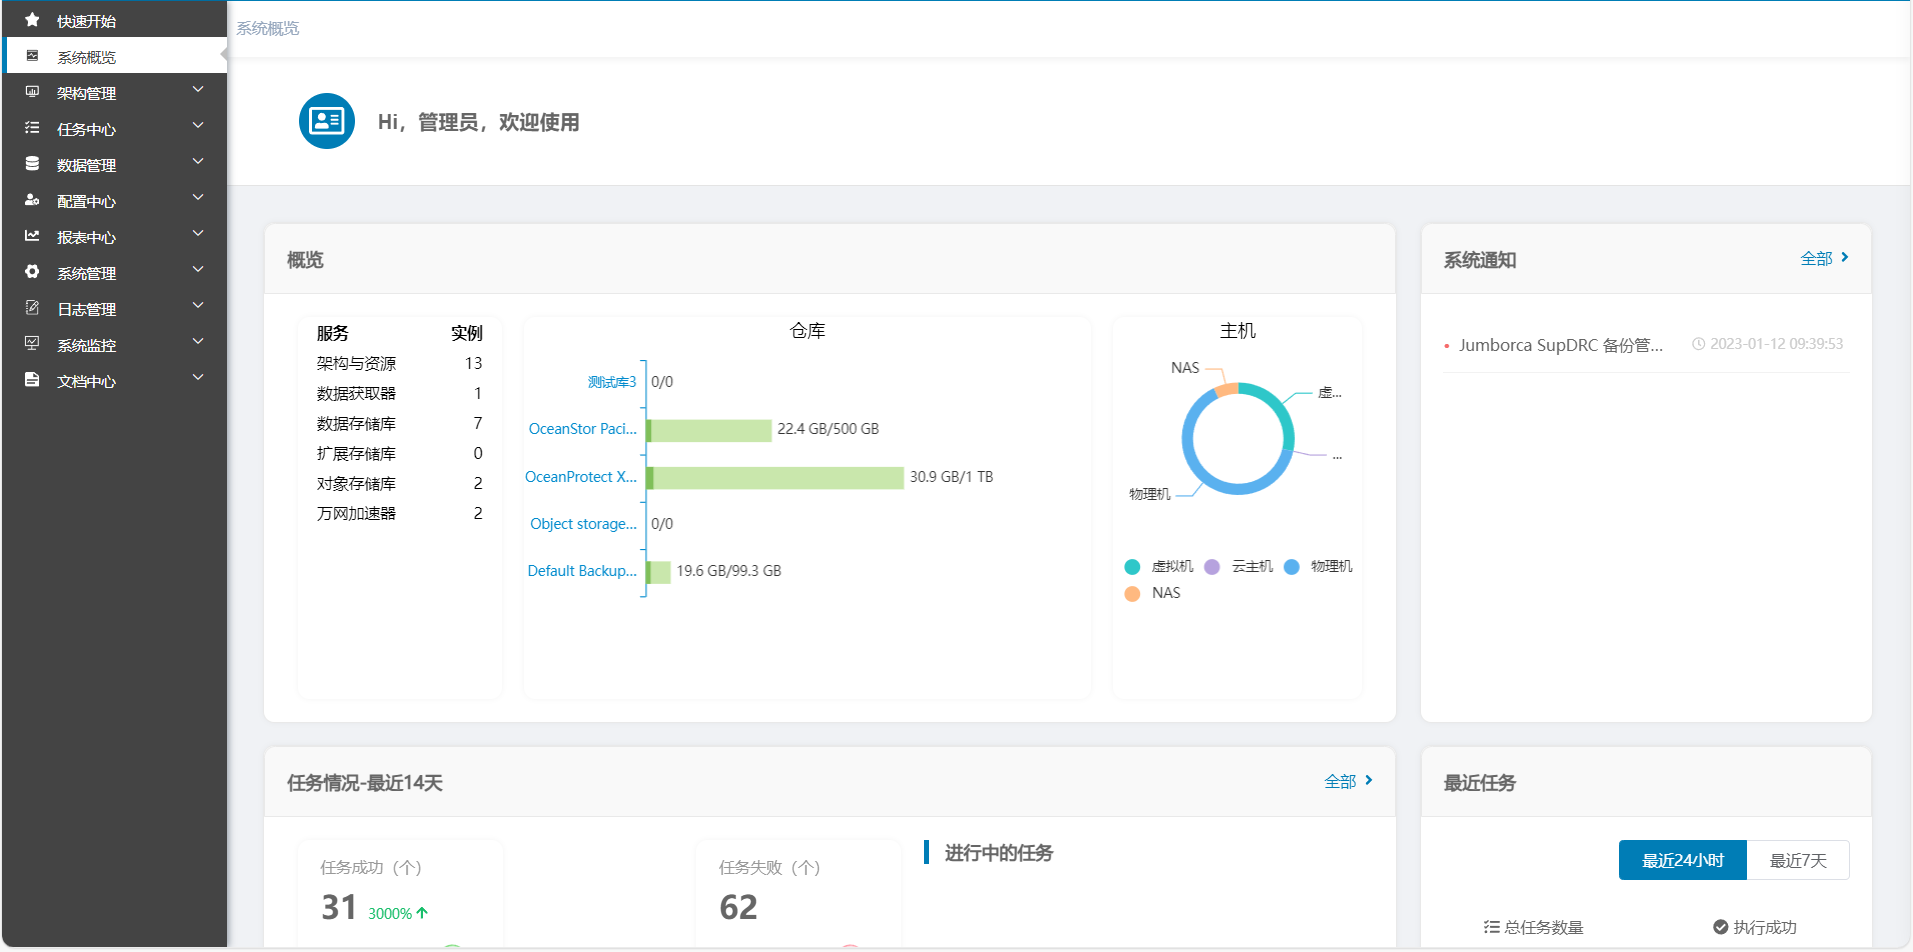 快速开始
系统概览
架构管理
任务中心
数据管理
配置中心
报表中心
系统管理
日志管理
系统监控
文档中心
系统概览
Hi，管理员，欢迎使用
概览
服务 实例
架构与资源 13
数据获取器 1
数据存储库 7
扩展存储库 0
对象存储库 2
万网加速器 2
仓库
测试库3 0/0
OceanStor Paci... 22.4 GB/500 GB
OceanProtect X... 30.9 GB/1 TB
Object storage... 0/0
Default Backup... 19.6 GB/99.3 GB
主机
NAS
虚...
...
物理机
虚拟机 云主机 物理机
NAS
系统通知 全部
Jumborca SupDRC 备份管... 2023-01-12 09:39:53
任务情况-最近14天 全部
任务成功（个）
31 3000%
任务失败（个）
62
进行中的任务
最近任务
最近24小时 最近7天
总任务数量 执行成功